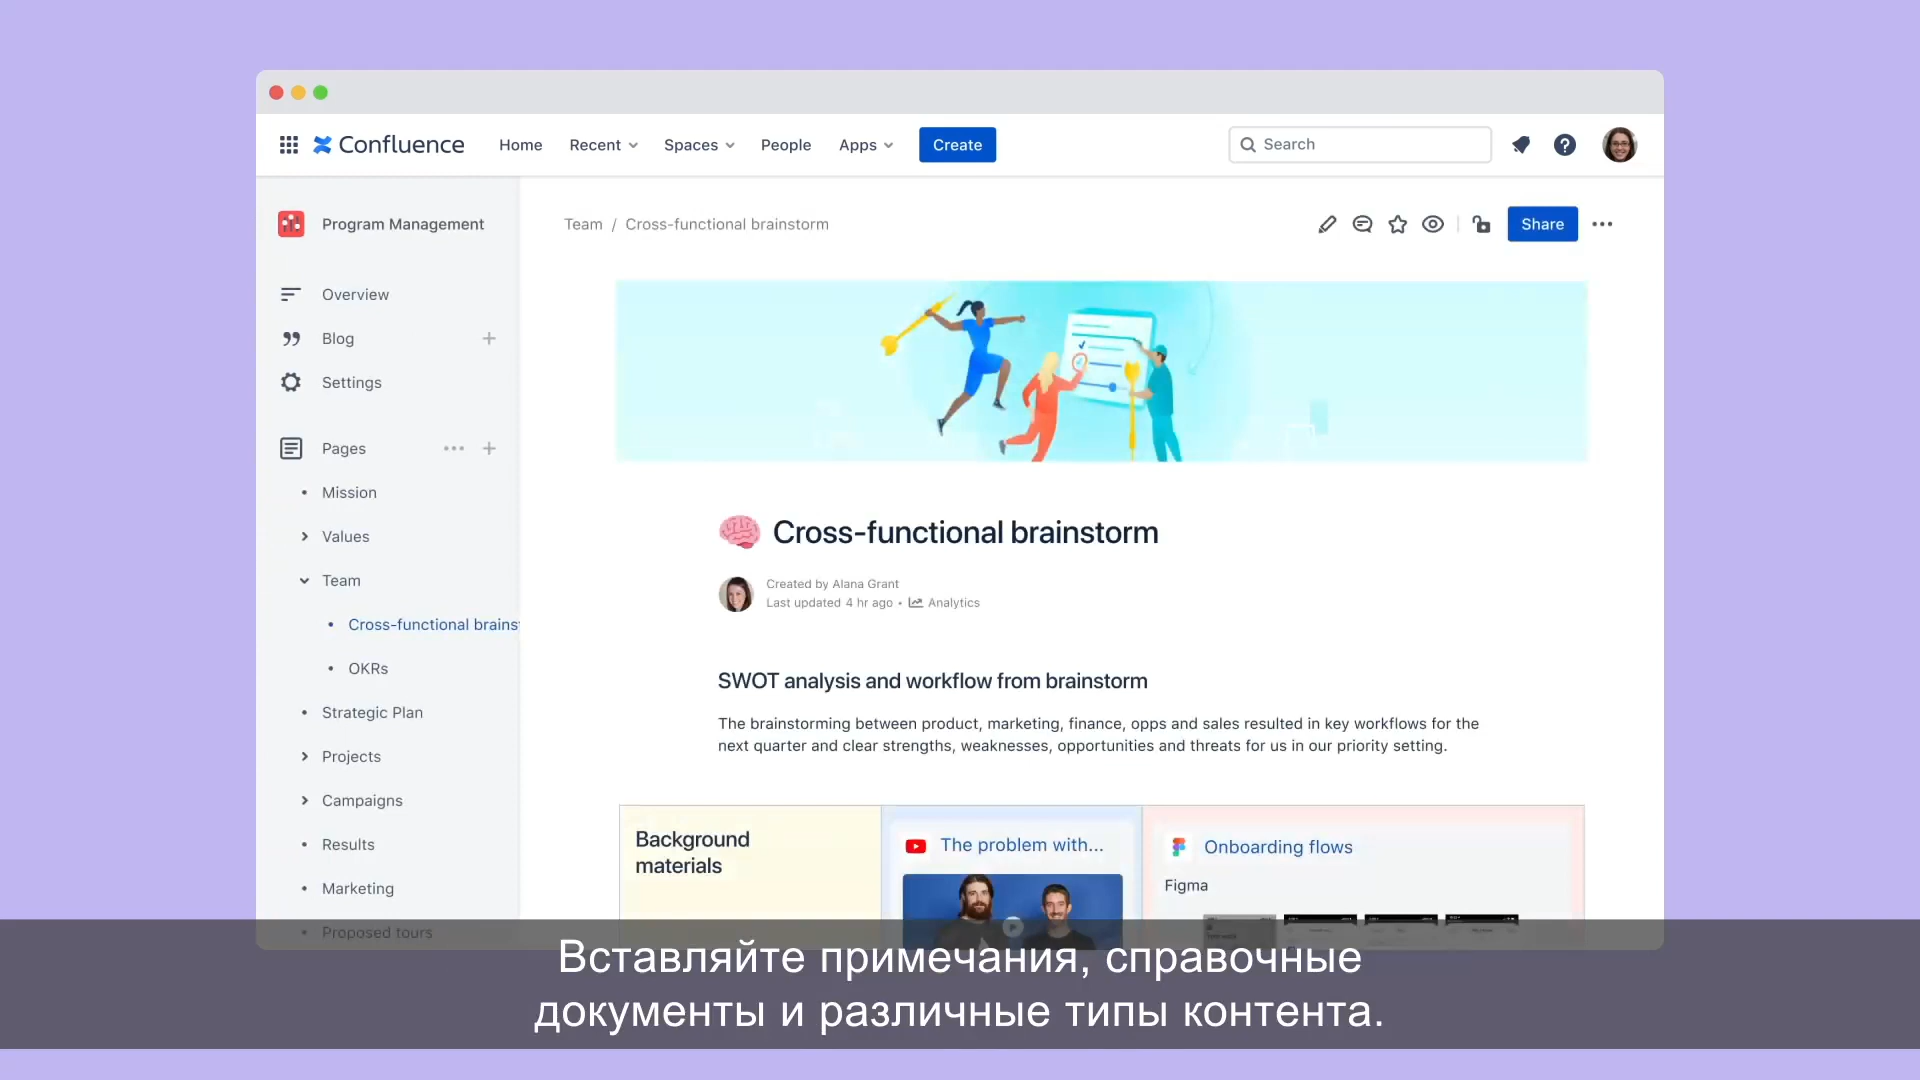 Confluence
Home
Recent
Spaces
People
Apps
Create
Search
Program Management
Overview
Blog
Settings
Pages
Mission
Values
Team
Cross-functional brains
OKRs
Strategic Plan
Projects
Campaigns
Results
Marketing
Proposed tours
Team / Cross-functional brainstorm
Share
Cross-functional brainstorm
Created by Alana Grant
Last updated 4 hr ago • Analytics
SWOT analysis and workflow from brainstorm
The brainstorming between product, marketing, finance, opps and sales resulted in key workflows for the
next quarter and clear strengths, weaknesses, opportunities and threats for us in our priority setting.
Background
materials
The problem with...
Onboarding flows
Figma
Вставляйте примечания, справочные
документы и различные типы контента.